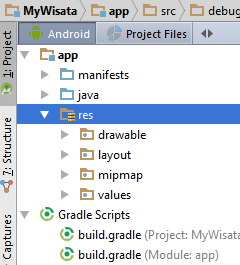 MyWisata app src debug
Android Project Files
1: Project
app
manifests
java
res
drawable
layout
mipmap
values
7: Structure
Gradle Scripts
build.gradle (Project: MyWisata
build.gradle (Module: app)
Captures